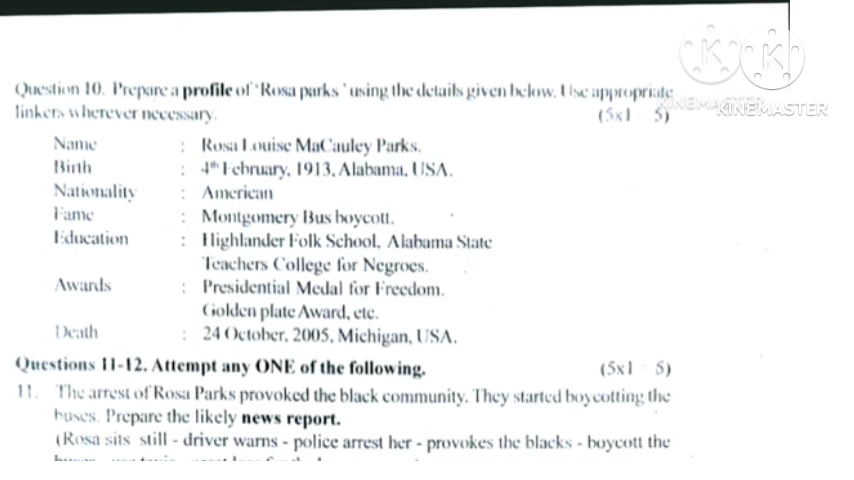 Question 10. Prepare a profile of 'Rosa parks ' using the details given below. Use appropriate
linkers wherever necessary. (5x1 = 5)
KINEMASTER KINEMASTER
Name : Rosa Louise MaCauley Parks.
Birth : 4th February, 1913, Alabama, USA.
Nationality : American
Fame : Montgomery Bus boycott.
Education : Highlander Folk School, Alabama State
Teachers College for Negroes.
Awards : Presidential Medal for Freedom.
Golden plate Award, etc.
Death : 24 October, 2005, Michigan, USA.
Questions 11-12. Attempt any ONE of the following. (5x1 = 5)
11. The arrest of Rosa Parks provoked the black community. They started boycotting the
buses. Prepare the likely news report.
(Rosa sits still - driver warns - police arrest her - provokes the blacks - boycott the